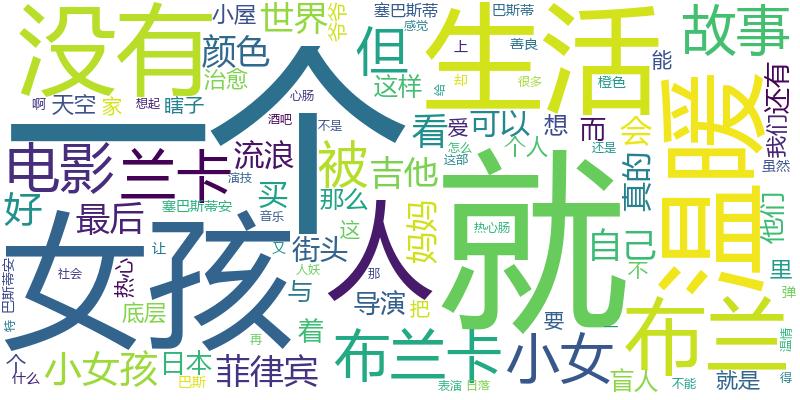 没有
小屋
世界
爷爷
塞巴斯蒂
感觉
巴斯蒂
上
善良
生活
故事
颜色
但
治愈
这样
能
啊
天空
家
想起
瞎子
一个
心肠
酒吧
不是
看
爱
可以
想
而
会
橙色
很多
却
给
温暖
我们
还有
虽然
电影
兰卡
流浪
演技
被
吉他
怎么
这部
个人
还是
真的
好
最后
塞巴斯蒂安
买
那么
音乐
人
妈妈
就
热心肠
自己
他们
女孩
巴斯蒂安
热心
社会
让
又
街头
这
人妖
那
不
里
弹
特
底层
与
着
导演
把
要
一
布兰
温情
个
什么
小女孩
日本
巴斯
菲律宾
再
布兰卡
表演
日落
小女
盲人
不能
就是
得